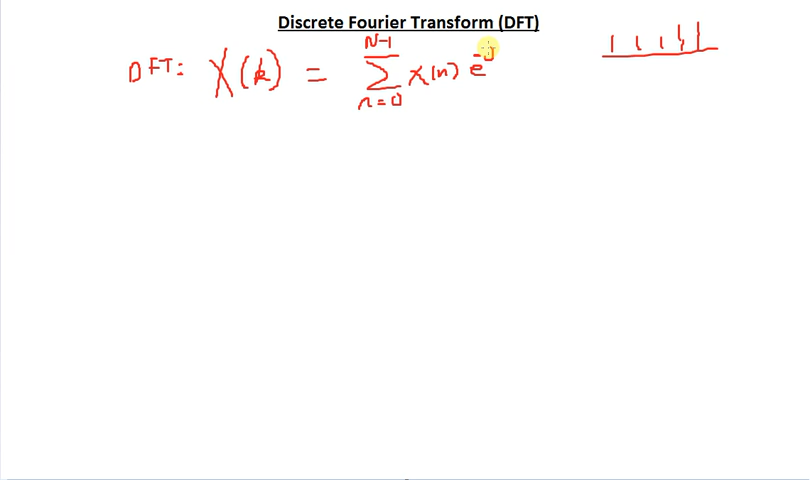 Discrete Fourier Transform (DFT)
DFT: X(k) = N-1 ∑ n=0 x(n) e^-j